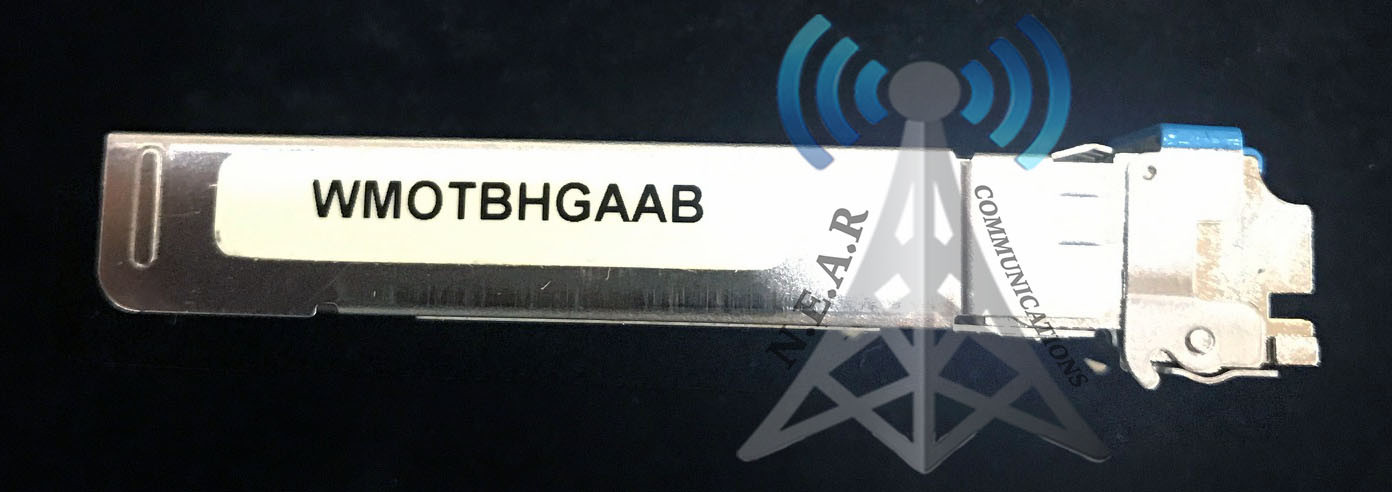 WMOTBHGAAB
N.E.A.R
COMMUNICATIONS